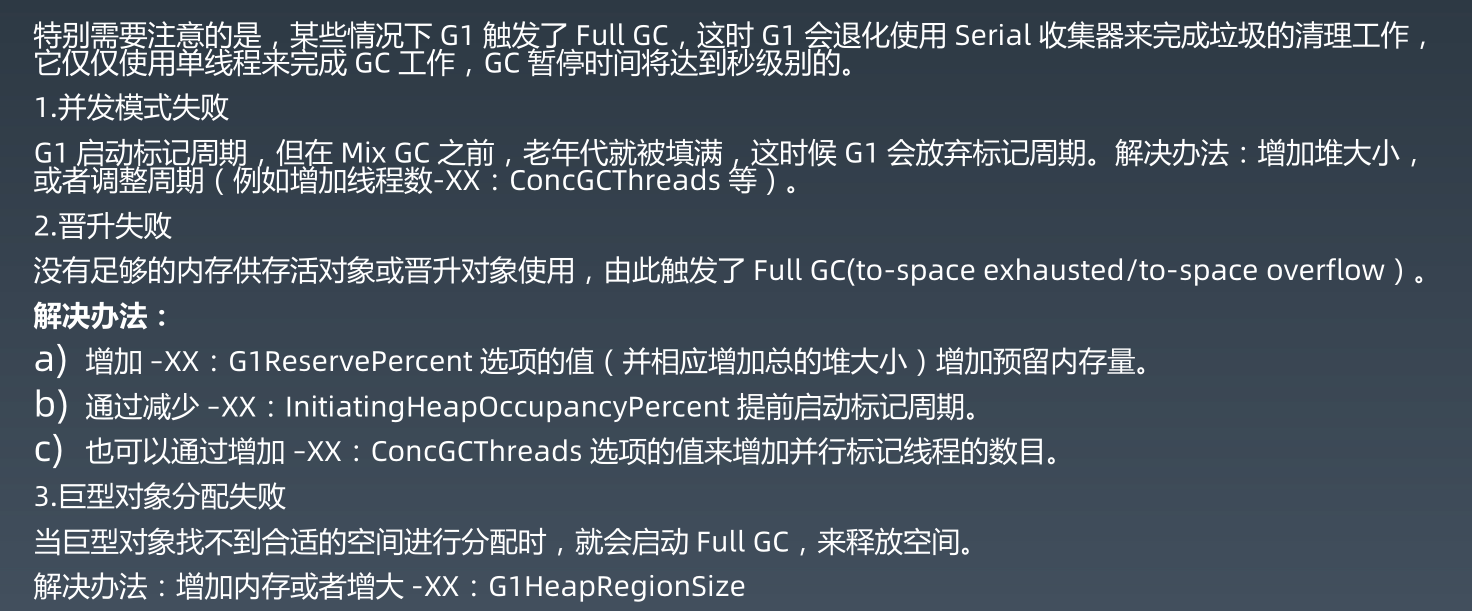 特别需要注意的是，某些情况下 G1 触发了 Full GC，这时 G1 会退化使用 Serial 收集器来完成垃圾的清理工作，
它仅仅使用单线程来完成 GC 工作，GC 暂停时间将达到秒级别的。
1.并发模式失败
G1 启动标记周期，但在 Mix GC 之前，老年代就被填满，这时候 G1 会放弃标记周期。解决办法：增加堆大小，
或者调整周期（例如增加线程数-XX：ConcGCThreads 等）。
2.晋升失败
没有足够的内存供存活对象或晋升对象使用，由此触发了 Full GC(to-space exhausted/to-space overflow）。
解决办法：
a) 增加 –XX：G1ReservePercent 选项的值（并相应增加总的堆大小）增加预留内存量。
b) 通过减少 –XX：InitiatingHeapOccupancyPercent 提前启动标记周期。
c) 也可以通过增加 –XX：ConcGCThreads 选项的值来增加并行标记线程的数目。
3.巨型对象分配失败
当巨型对象找不到合适的空间进行分配时，就会启动 Full GC，来释放空间。
解决办法：增加内存或者增大 -XX：G1HeapRegionSize